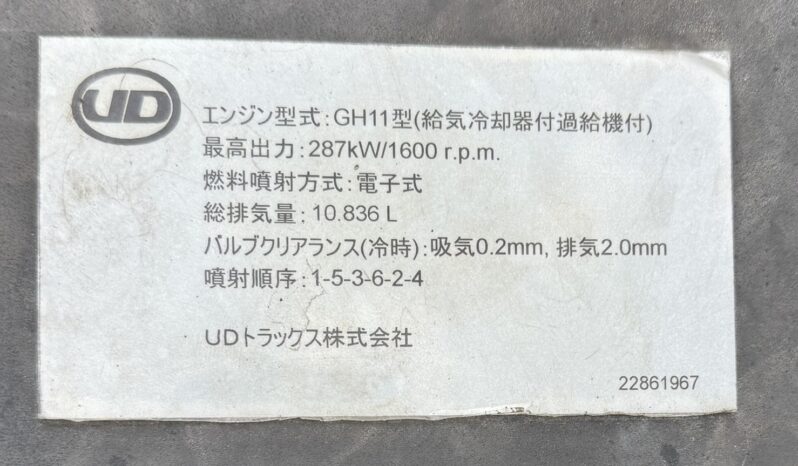 UD
エンジン型式:GH11型(給気冷却器付過給機付)
最高出力:287kW/1600 r.p.m.
燃料噴射方式:電子式
総排気量:10.836 L
バルブクリアランス(冷時):吸気0.2mm, 排気2.0mm
噴射順序:1-5-3-6-2-4
UDトラックス株式会社
22861967